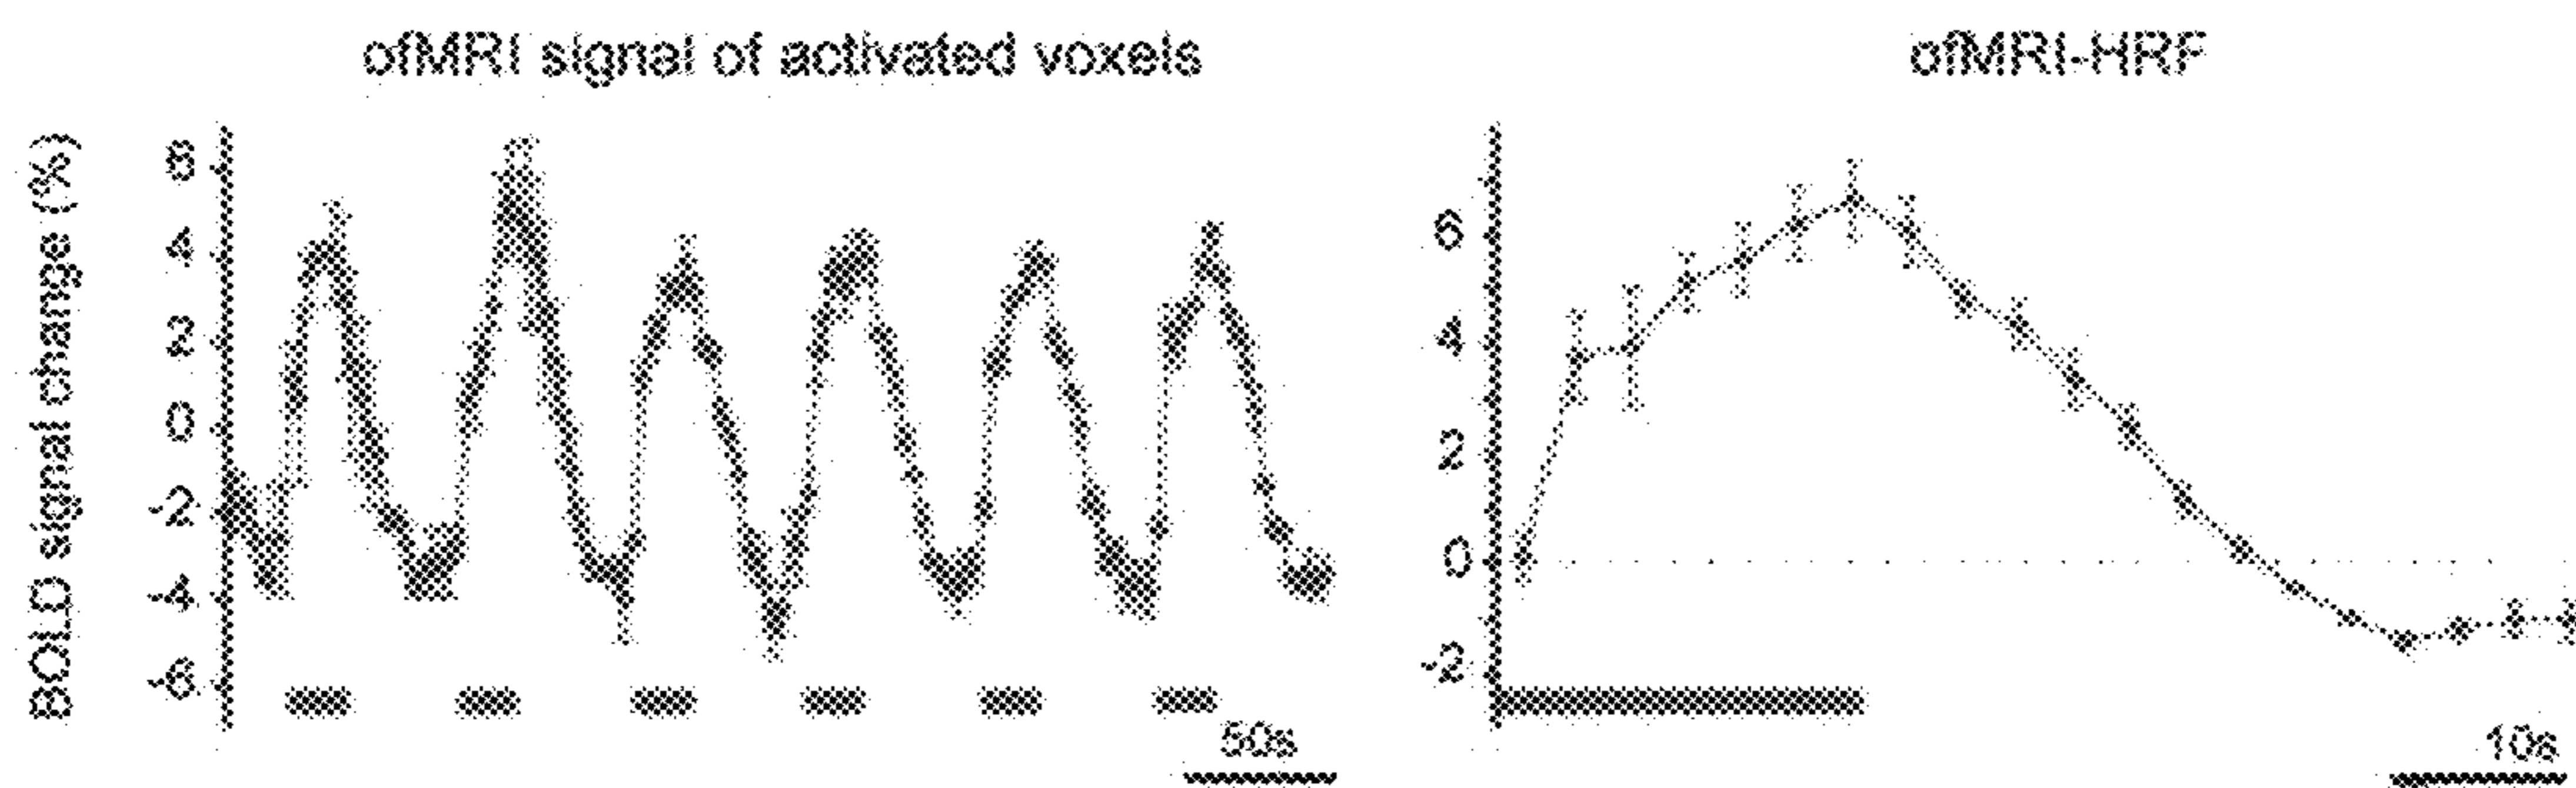 ofMRI signal of activated voxels
BOLD signal change (%)
6
4
2
0
-2
-4
-6
50s
ofMRI-HRF
6
4
2
0
-2
10s